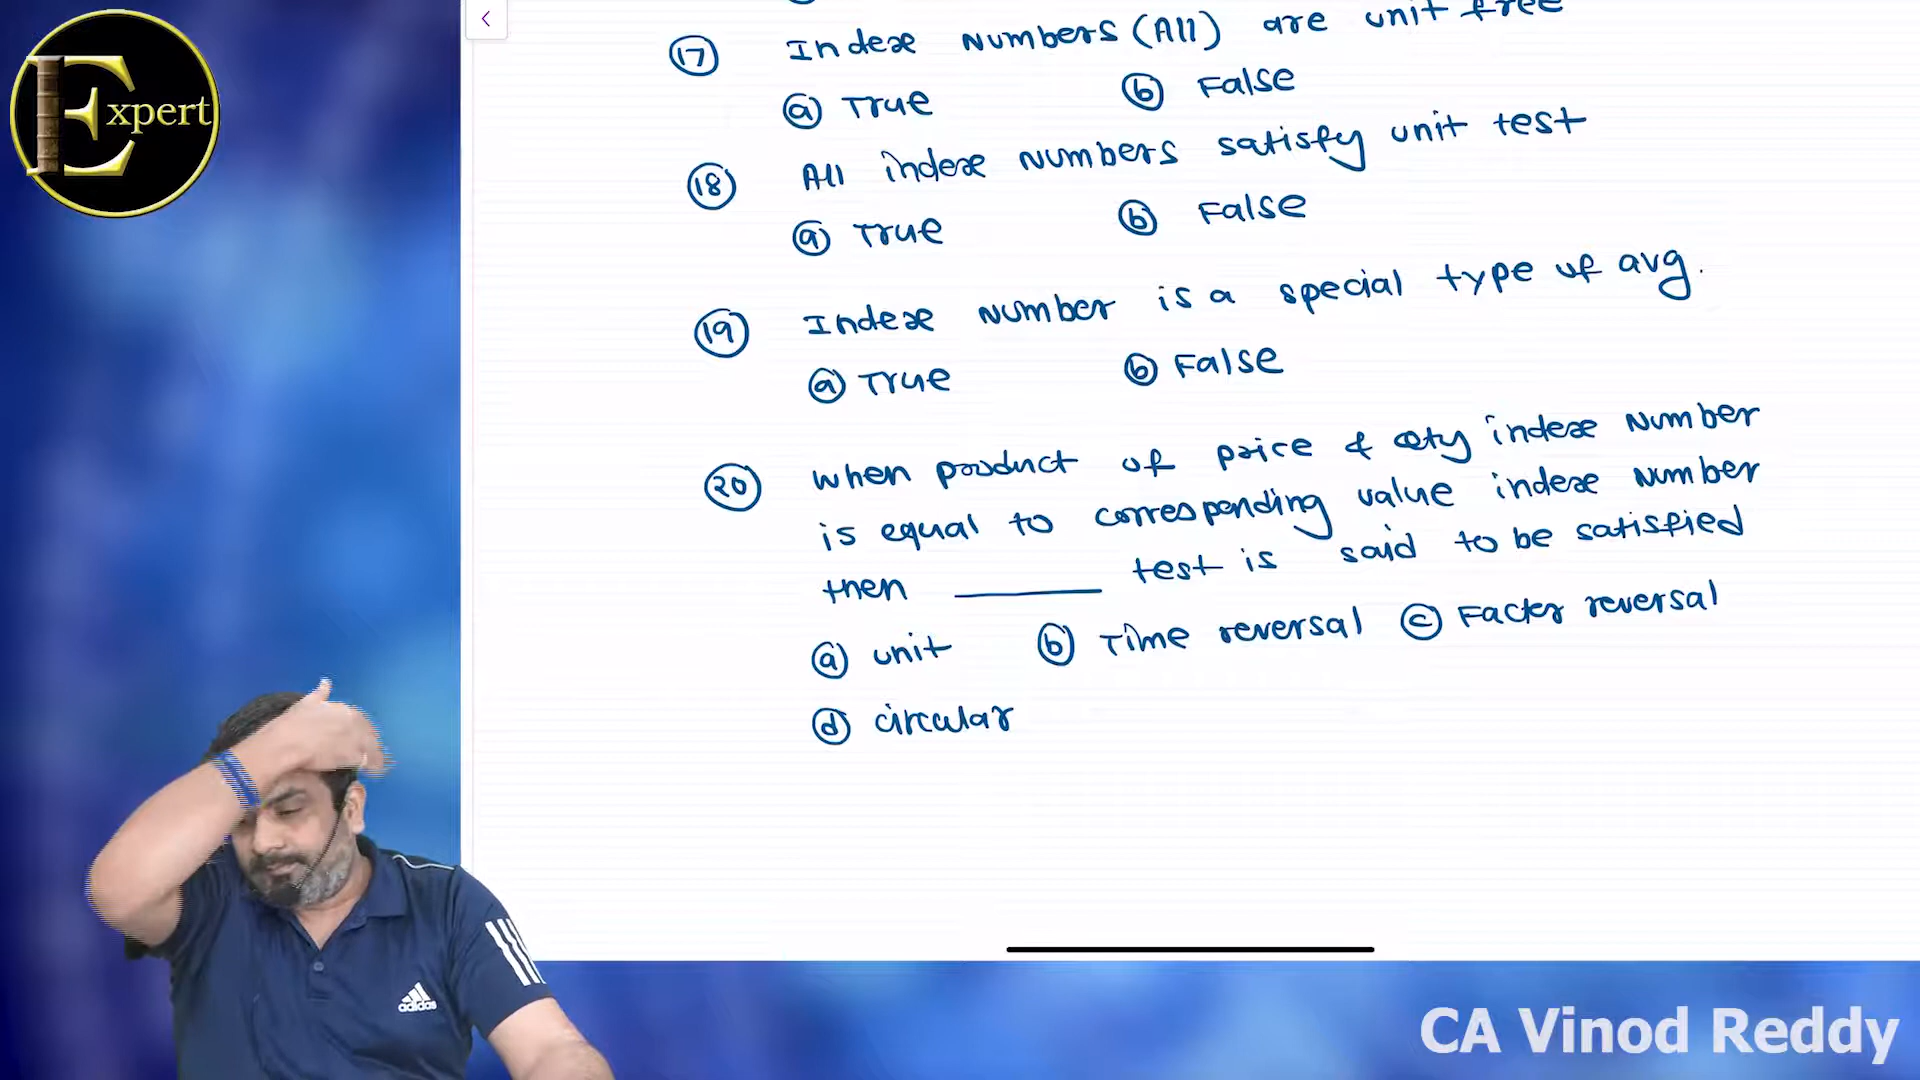 Expert
17 Index Numbers (All) are unit free
a True b False
18 All index Numbers satisfy unit test
a True b False
19 Index Number is a special type of avg.
a True b False
20 When product of price & Qty index Number
is equal to corresponding value index Number
then ______ test is said to be satisfied
a unit b Time reversal c Factor reversal
d circular
adidas
CA Vinod Reddy